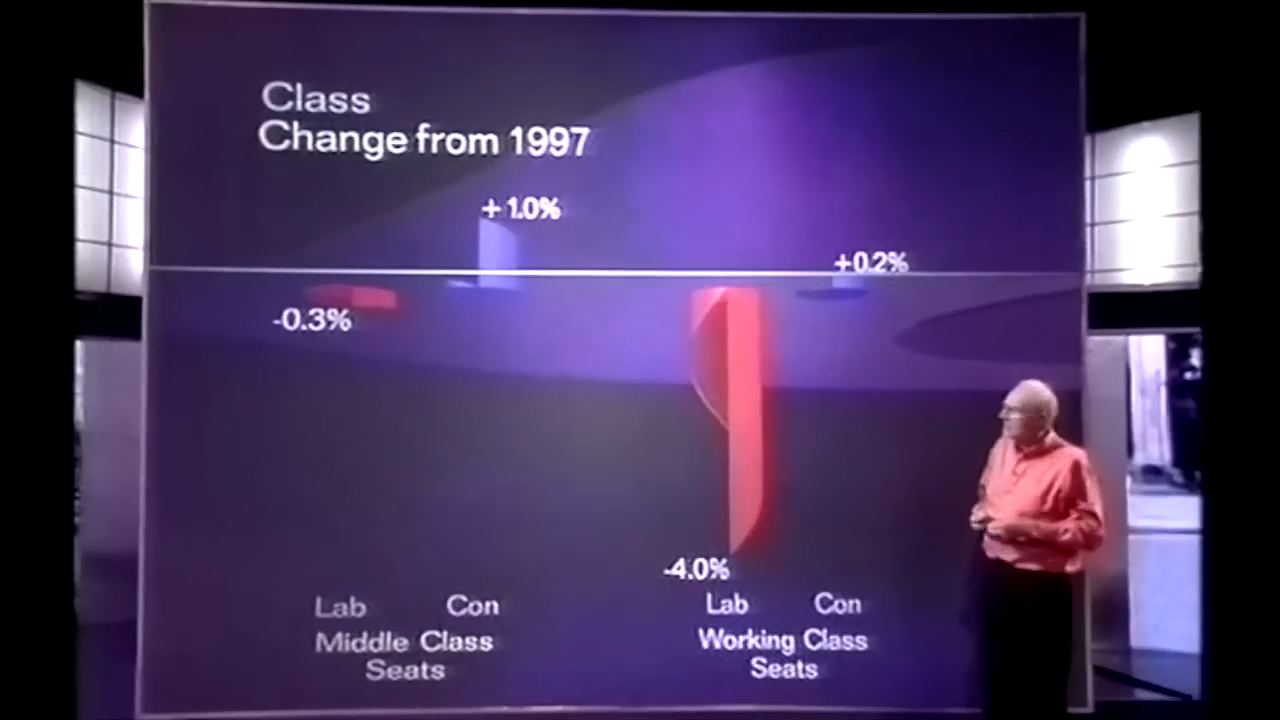 Class
Change from 1997
+ 1.0%
+0.2%
-0.3%
-4.0%
Lab Con
Middle Class
Seats
Lab Con
Working Class
Seats